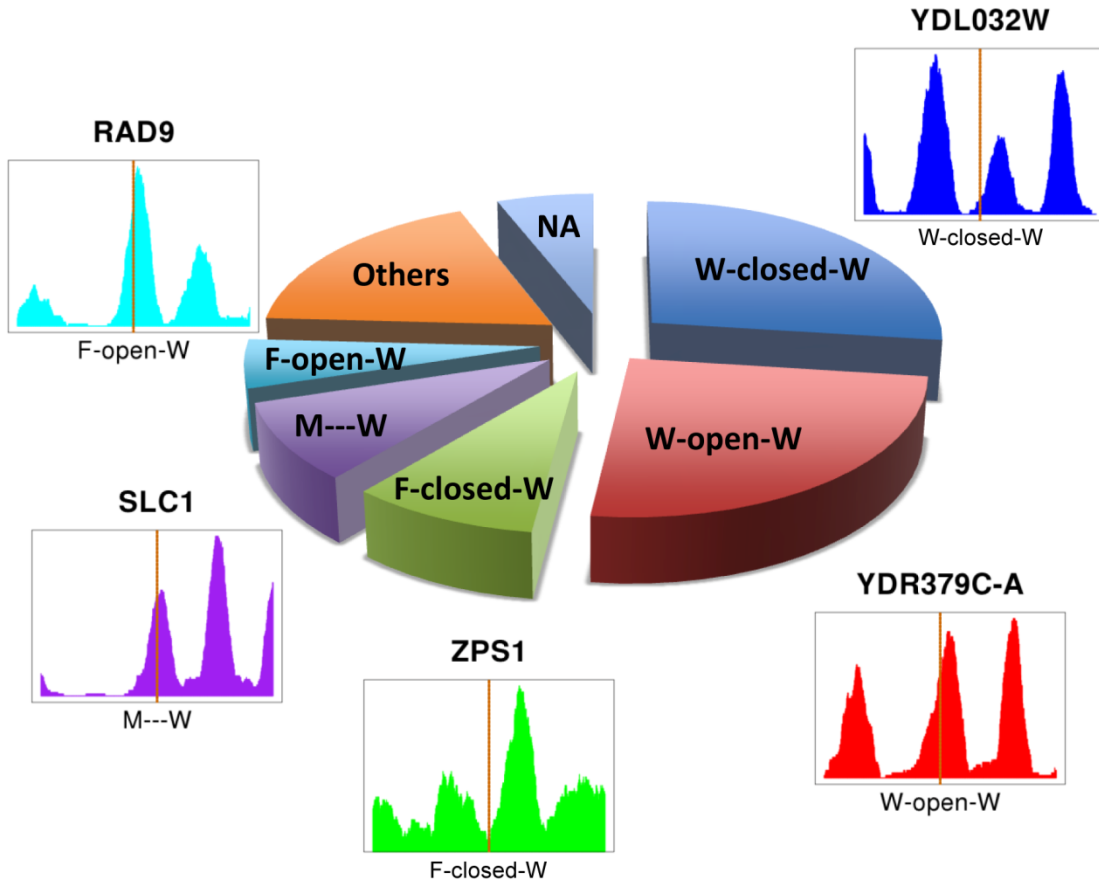 YDL032W
W-closed-W
RAD9
F-open-W
NA
Others
W-closed-W
F-open-W
M---W
W-open-W
F-closed-W
SLC1
M---W
ZPS1
F-closed-W
YDR379C-A
W-open-W